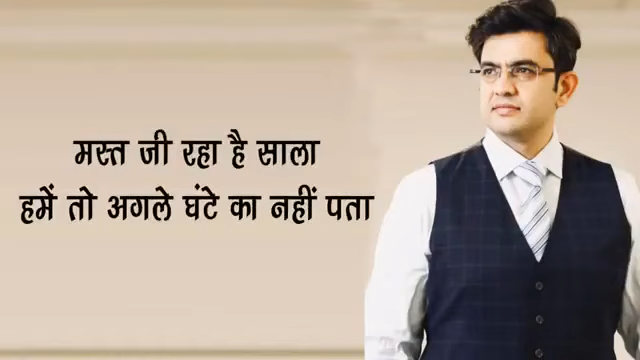 मस्त जी रहा है साला
हमें तो अगले घंटे का नहीं पता